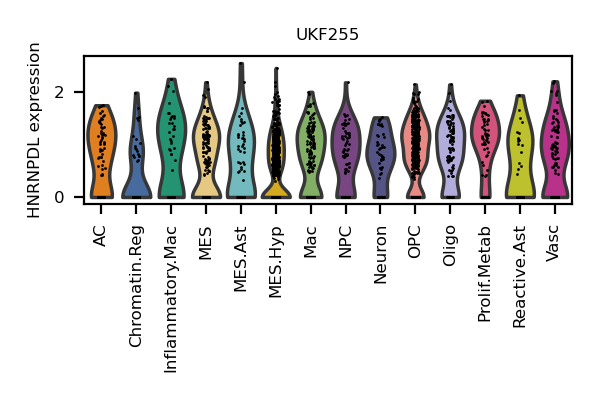 UKF255
HNRNPDL expression
2
0
AC
Chromatin.Reg
Inflammatory.Mac
MES
MES.Ast
MES.Hyp
Mac
NPC
Neuron
OPC
Oligo
Prolif.Metab
Reactive.Ast
Vasc